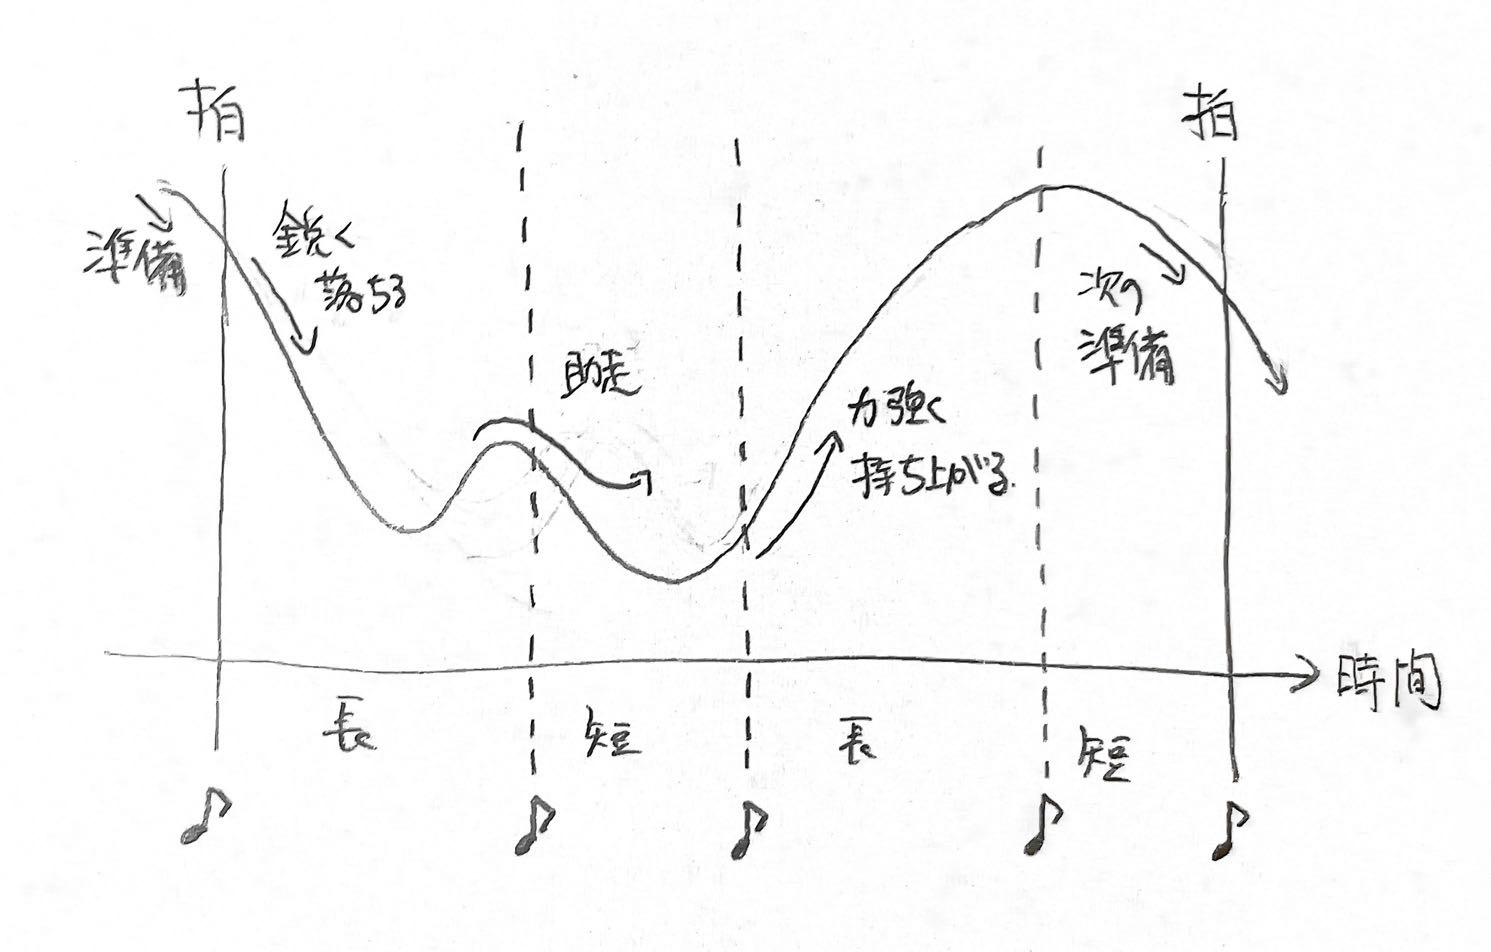 拍
拍
準備
鋭く
落ちる
助走
力強く
持ち上がる.
次の
準備
時間
長
短
長
短